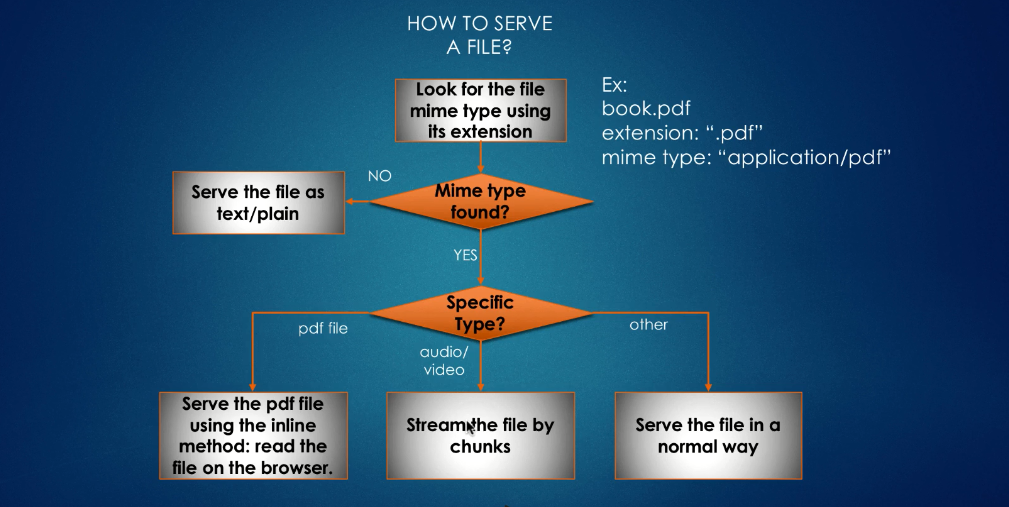 HOW TO SERVE
A FILE?
Look for the file
mime type using
its extension
Ex:
book.pdf
extension: “.pdf”
mime type: “application/pdf”
NO
Mime type
found?
Serve the file as
text/plain
YES
Specific
Type?
pdf file
audio/
video
other
Serve the pdf file
using the inline
method: read the
file on the browser.
Stream the file by
chunks
Serve the file in a
normal way